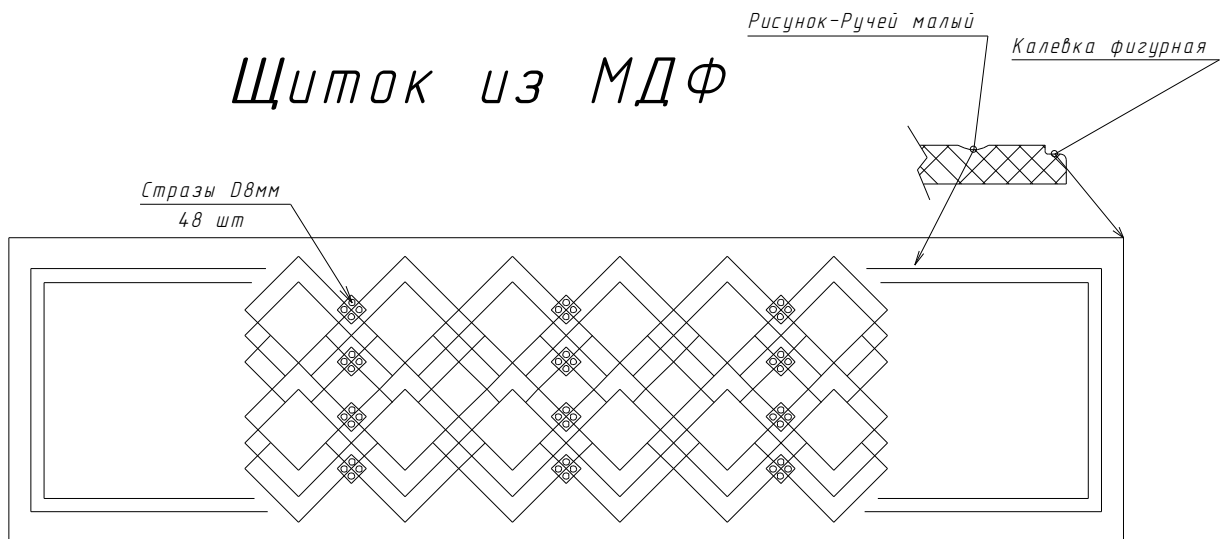 Рисунок-Ручей малый
Калевка фигурная
Щиток из МДФ
Стразы D8мм
48 шт